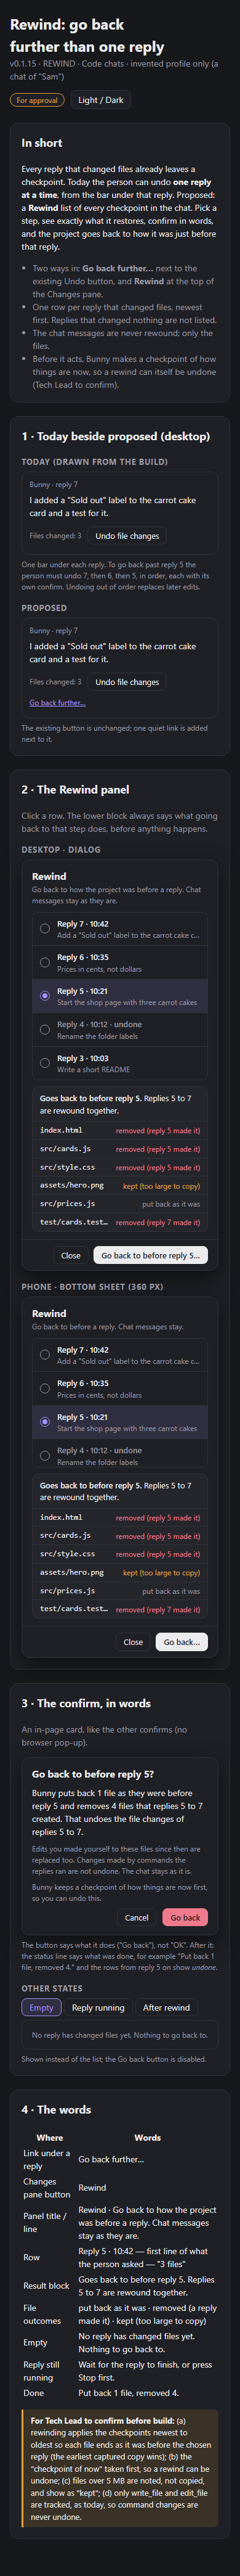 Rewind: go back
further than one reply
v0.1.15 · REWIND · Code chats · invented profile only (a
chat of "Sam")
For approval
Light / Dark
In short
Every reply that changed files already leaves a
checkpoint. Today the person can undo one reply
at a time, from the bar under that reply. Proposal:
a Rewind list of every checkpoint in the chat. Pick a
step, see exactly what it restores, confirm in words,
and the project goes back to how it was just before
that reply.
• Two ways in: Go back further... next to the
existing Undo button, and Rewind at the top of
the Changes pane.
• One row per reply that changed files, newest
first. Replies that changed nothing are not listed.
• The chat messages are never rewound; only the
files.
• Before it acts, Bunny makes a checkpoint of how
things are now, so a rewind can itself be undone
(Tech Lead to confirm).
1 · Today beside proposed (desktop)
TODAY (DRAWN FROM THE BUILD)
Bunny · reply 7
I added a "Sold out" label to the carrot cake
card and a test for it.
Files changed: 3
Undo file changes
One bar under each reply. To go back past reply 5 the
person must undo 7, then 6, then 5, in order, each with its
own confirm. Undoing out of order replaces later edits.
PROPOSED
Bunny · reply 7
I added a "Sold out" label to the carrot cake
card and a test for it.
Files changed: 3
Undo file changes
Go back further...
The existing button is unchanged; one quiet link is added
next to it.
2 · The Rewind panel
Click a row. The lower block always says what going
back to that step does, before anything happens.
DESKTOP · DIALOG
Rewind
Go back to how the project was before a reply. Chat
messages stay as they are.
Reply 7 · 10:42
Add a "Sold out" label to the carrot cake c...
Reply 6 · 10:35
Prices in cents, not dollars
Reply 5 · 10:21
Start the shop page with three carrot cakes
Reply 4 · 10:12 · undone
Rename the folder labels
Reply 3 · 10:03
Write a short README
Goes back to before reply 5. Replies 5 to 7
are rewound together.
index.html removed (reply 5 made it)
src/cards.js removed (reply 5 made it)
src/style.css removed (reply 5 made it)
assets/hero.png kept (too large to copy)
src/prices.js put back as it was
test/cards.test... removed (reply 7 made it)
Close
Go back to before reply 5...
PHONE · BOTTOM SHEET (360 PX)
Rewind
Go back to before a reply. Chat messages stay.
Reply 7 · 10:42
Add a "Sold out" label to the carrot cake c...
Reply 6 · 10:35
Prices in cents, not dollars
Reply 5 · 10:21
Start the shop page with three carrot cakes
Reply 4 · 10:12 · undone
Rename the folder labels
Goes back to before reply 5. Replies 5 to 7
are rewound together.
index.html removed (reply 5 made it)
src/cards.js removed (reply 5 made it)
src/style.css removed (reply 5 made it)
assets/hero.png kept (too large to copy)
src/prices.js put back as it was
test/cards.test... removed (reply 7 made it)
Close
Go back...
3 · The confirm, in words
An in-page card, like the other confirms (no
browser pop-up).
Go back to before reply 5?
Bunny puts back 1 file as they were before
reply 5 and removes 4 files that replies 5 to 7
created. That undoes the file changes of
replies 5 to 7.
Edits you made yourself to these files since then are
replaced too. Changes made by commands the
replies ran are not undone. The chat stays as it is.
Bunny keeps a checkpoint of how things are now first,
so you can undo this.
Cancel
Go back
The button says what it does ("Go back"), not "OK". After it:
the status line says what was done, for example "Put back 1
file, removed 4." and the rows from reply 5 on show undone.
OTHER STATES
Empty
Reply running
After rewind
No reply has changed files yet. Nothing to go back to.
Shown instead of the list; the Go back button is disabled.
4 · The words
Where Words
Link under a
reply
Go back further...
Changes
pane button
Rewind
Panel title /
line
Rewind · Go back to how the project
was before a reply. Chat messages
stay as they are.
Row
Reply 5 · 10:42 — first line of what
the person asked — "3 files"
Result block
Goes back to before reply 5. Replies
5 to 7 are rewound together.
File
outcomes
put back as it was · removed (a reply
made it) · kept (too large to copy)
Empty
No reply has changed files yet.
Nothing to go back to.
Reply still
running
Wait for the reply to finish, or press
Stop first.
Done
Put back 1 file, removed 4.
For Tech Lead to confirm before build: (a)
rewinding applies the checkpoints newest to
oldest so each file ends as it was before the chosen
reply (the earliest captured copy wins); (b) the
"checkpoint of now" taken first, so a rewind can be
undone; (c) files over 5 MB are noted, not copied,
and show as "kept"; (d) only write_file and edit_file
are tracked, as today, so command changes are
never undone.